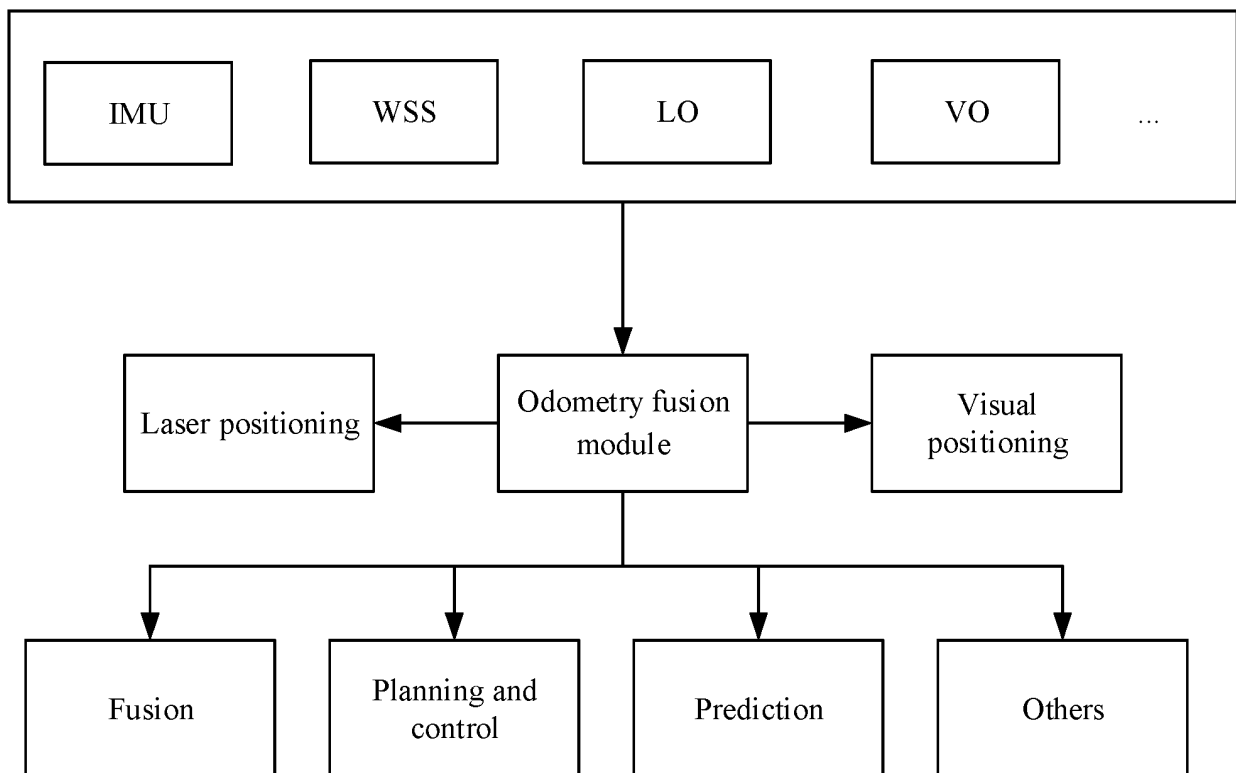 IMU
WSS
LO
VO
...
Laser positioning
Odometry fusion
module
Visual
positioning
Fusion
Planning and
control
Prediction
Others